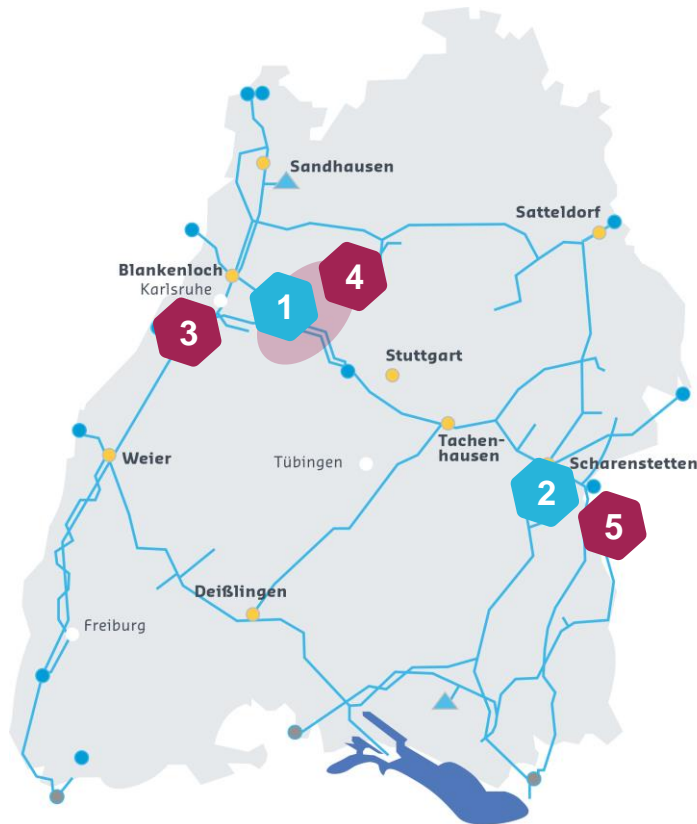 Sandhausen
Satteldorf
Blankenloch
Karlsruhe
4
1
3
Stuttgart
Tachen-
hausen
Weier
Tübingen
Scharenstetten
2
5
Deißlingen
Freiburg